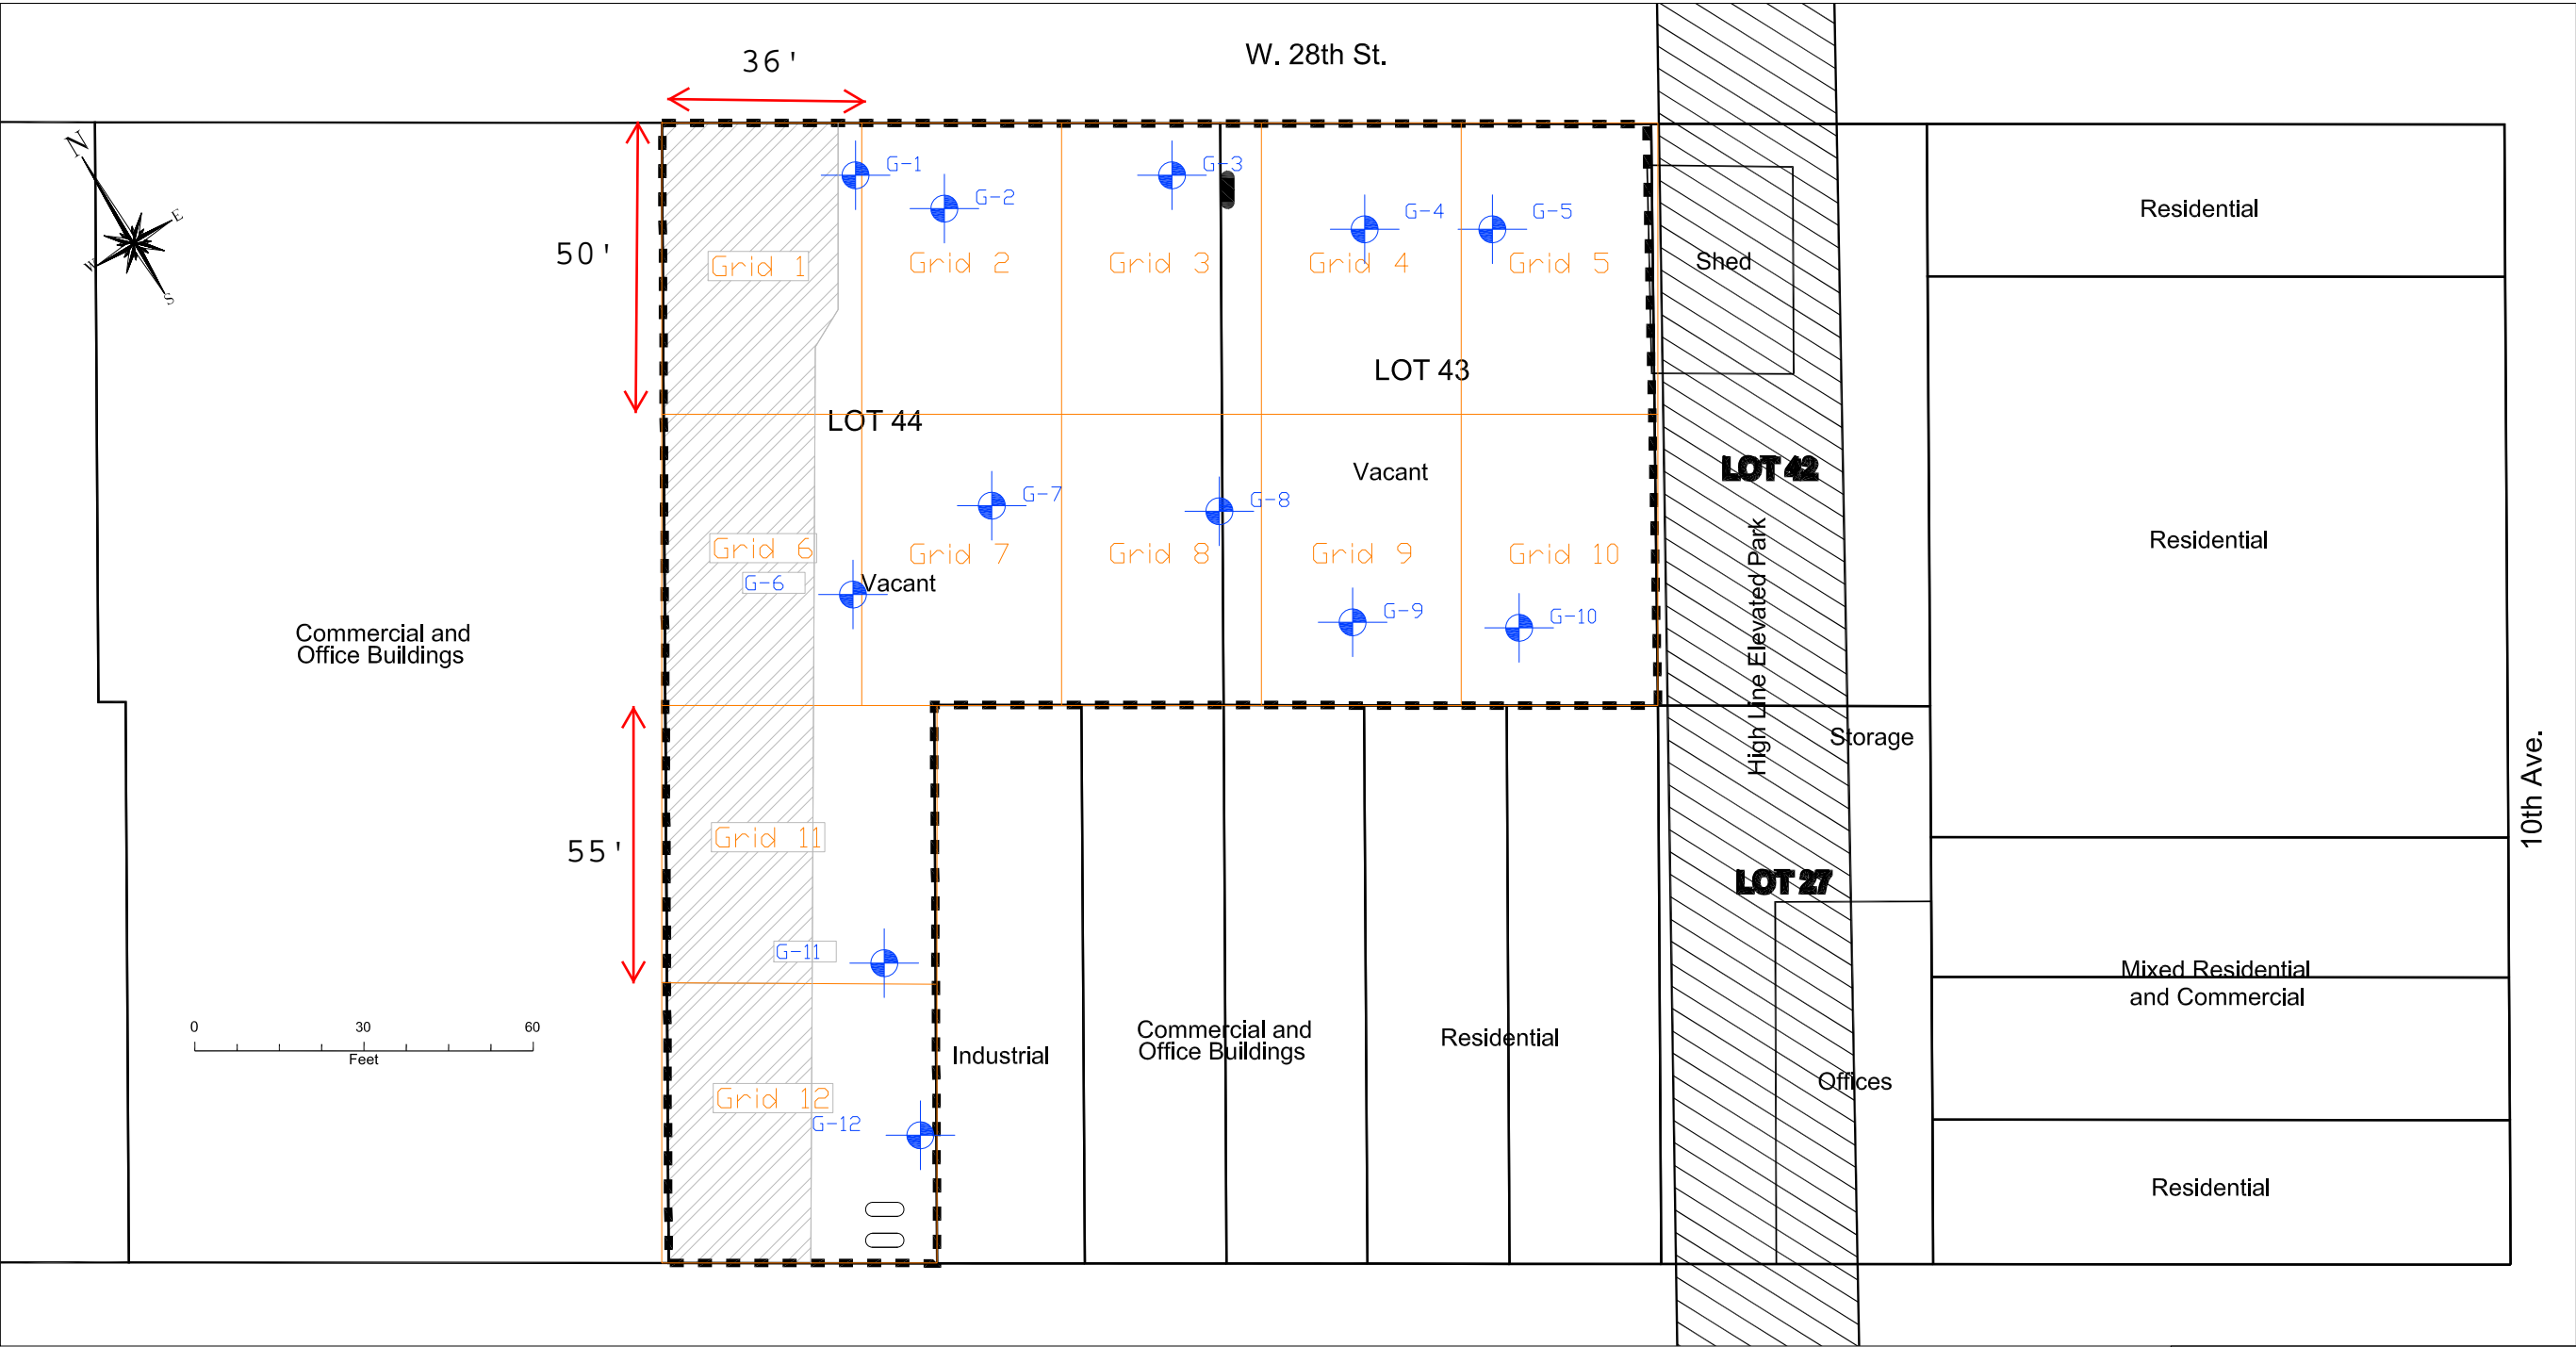 W. 28th St.
36'
N
E
W
S
50'
G-1
G-2
G-3
G-4
G-5
Grid 1
Grid 2
Grid 3
Grid 4
Grid 5
Shed
Residential
LOT 43
LOT 44
Vacant
LOT 42
G-7
G-8
Grid 6
Grid 7
Grid 8
Grid 9
Grid 10
G-6
Vacant
G-9
G-10
High Line Elevated Park
Residential
Commercial and
Office Buildings
Storage
10th Ave.
55'
Grid 11
LOT 27
G-11
Mixed Residential
and Commercial
0 30 60
Feet
Industrial
Commercial and
Office Buildings
Residential
Offices
Grid 12
G-12
Residential